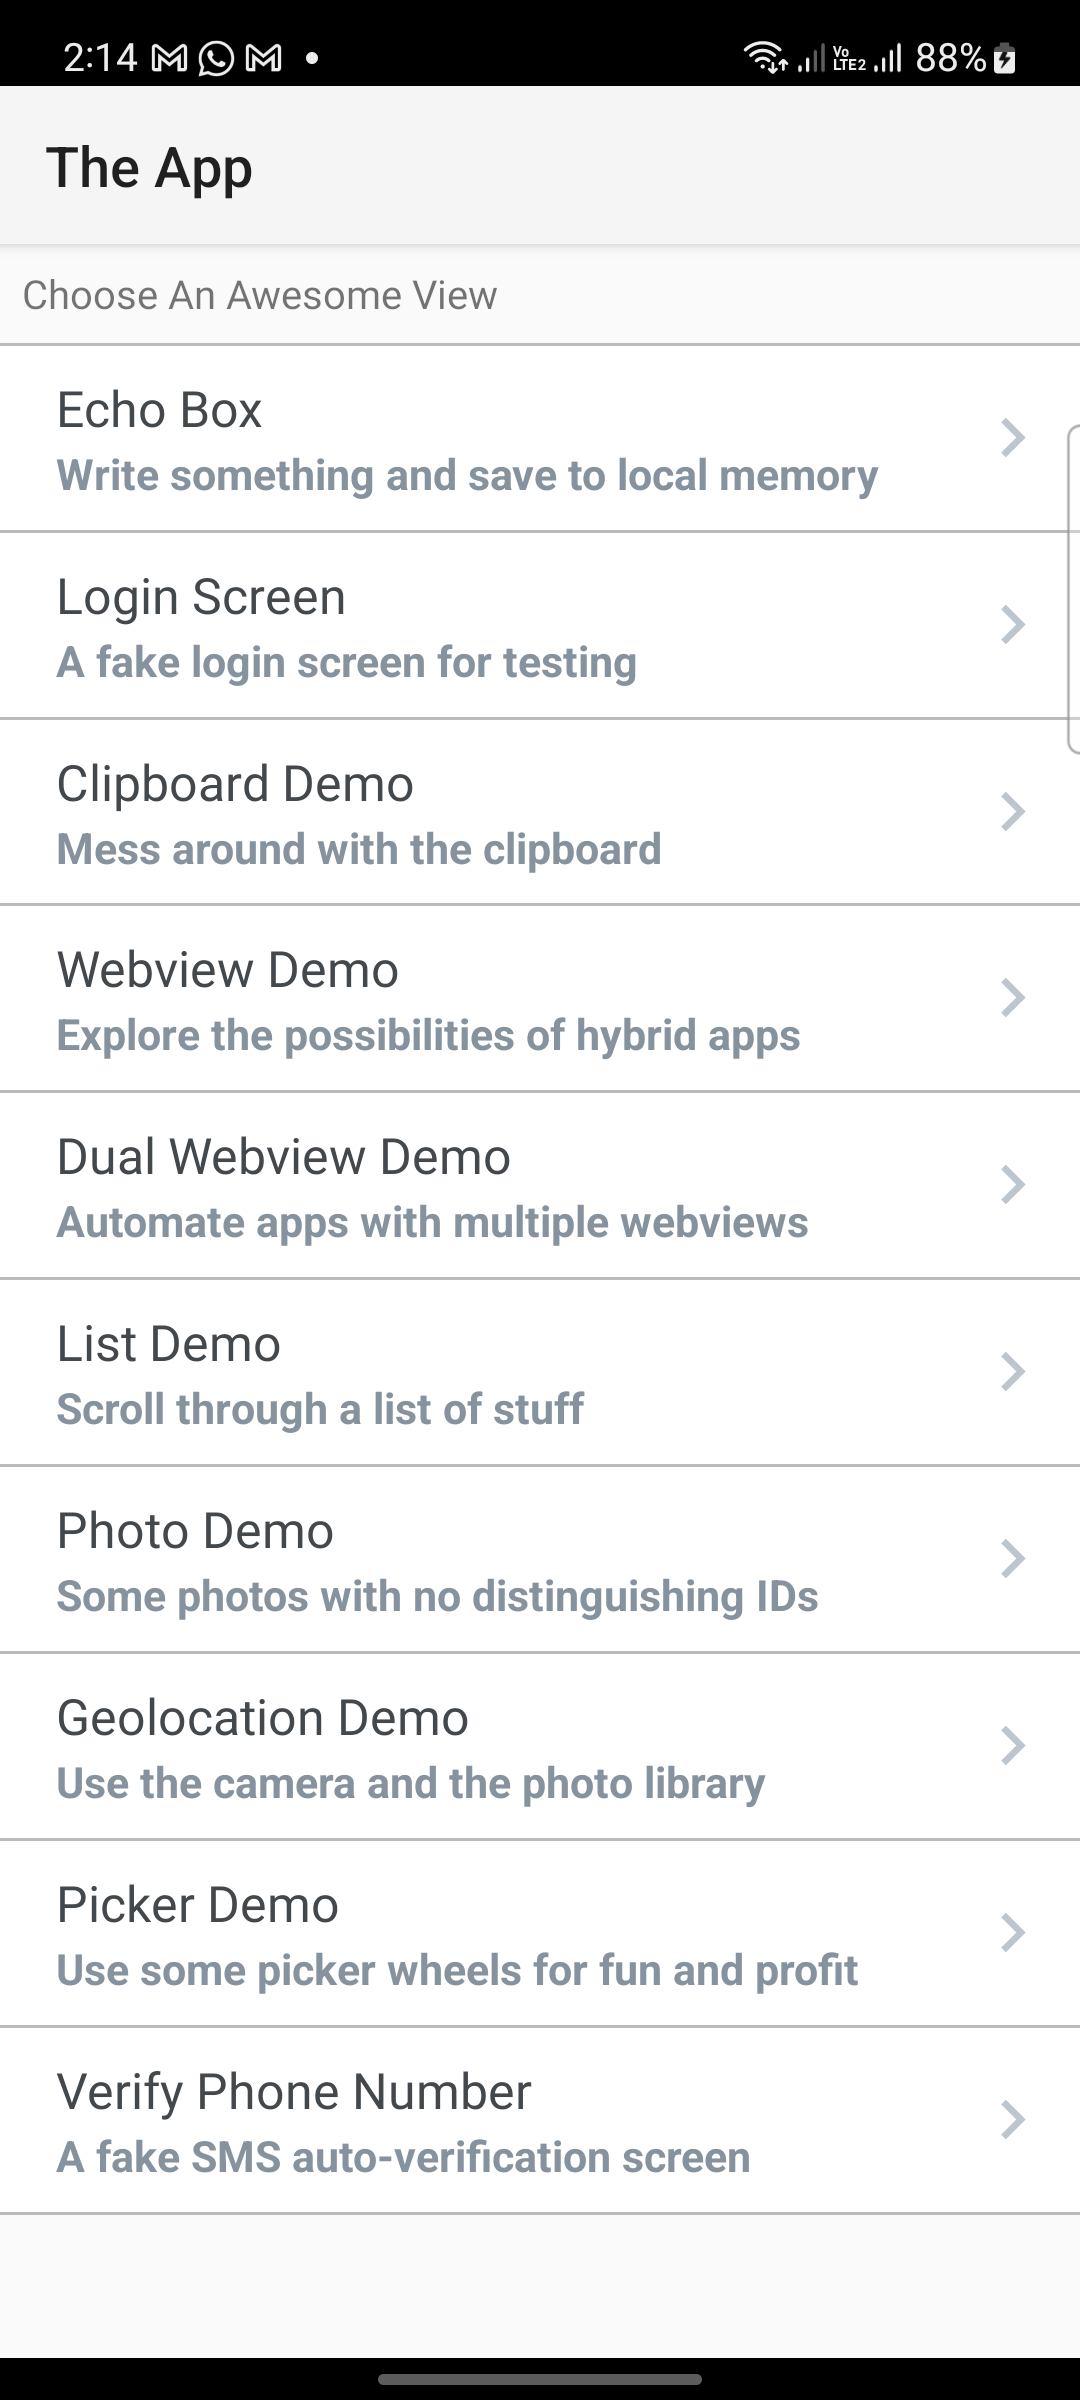 2:14
Vo
LTE2
88%
The App
Choose An Awesome View
Echo Box
Write something and save to local memory
Login Screen
A fake login screen for testing
Clipboard Demo
Mess around with the clipboard
Webview Demo
Explore the possibilities of hybrid apps
Dual Webview Demo
Automate apps with multiple webviews
List Demo
Scroll through a list of stuff
Photo Demo
Some photos with no distinguishing IDs
Geolocation Demo
Use the camera and the photo library
Picker Demo
Use some picker wheels for fun and profit
Verify Phone Number
A fake SMS auto-verification screen